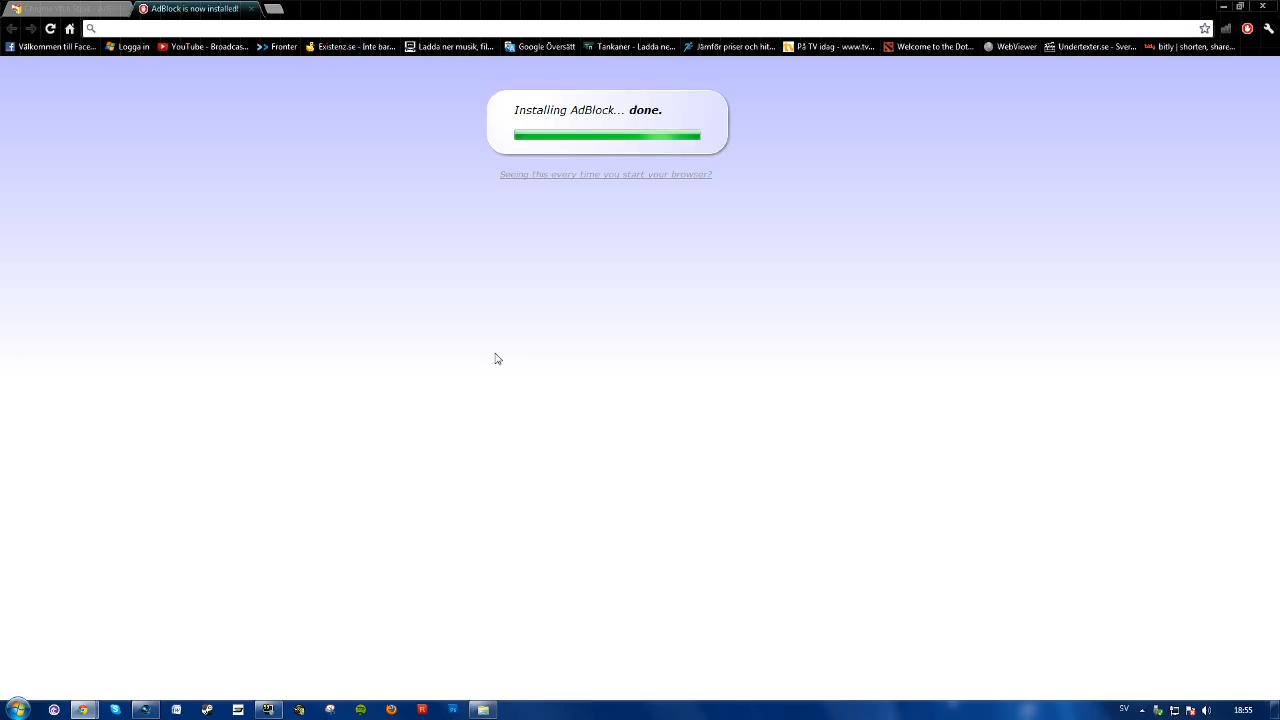 AdBlock is now installed!
Välkommen till Face...
Logga in
YouTube - Broadcas...
Fronter
Existenz.se - Inte bar...
Ladda ner musik, fil...
Google Översätt
Tankaner - Ladda ne...
Jämför priser och hit...
På TV idag - www.tv...
Welcome to the Dot...
WebViewer
Undertexter.se - Sver...
bitly | shorten, share...
Installing AdBlock... done.
Seeing this every time you start your browser?
SV
18:55